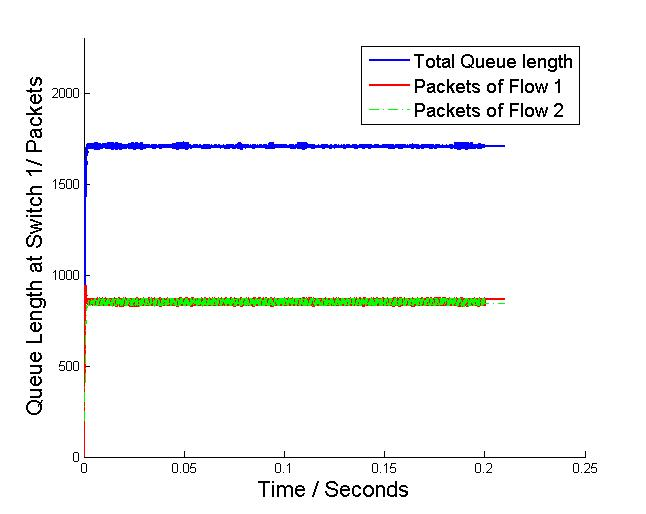 Total Queue length
Packets of Flow 1
Packets of Flow 2
Queue Length at Switch 1/ Packets
2000
1500
1000
500
0
0
0.05
0.1
0.15
0.2
0.25
Time / Seconds